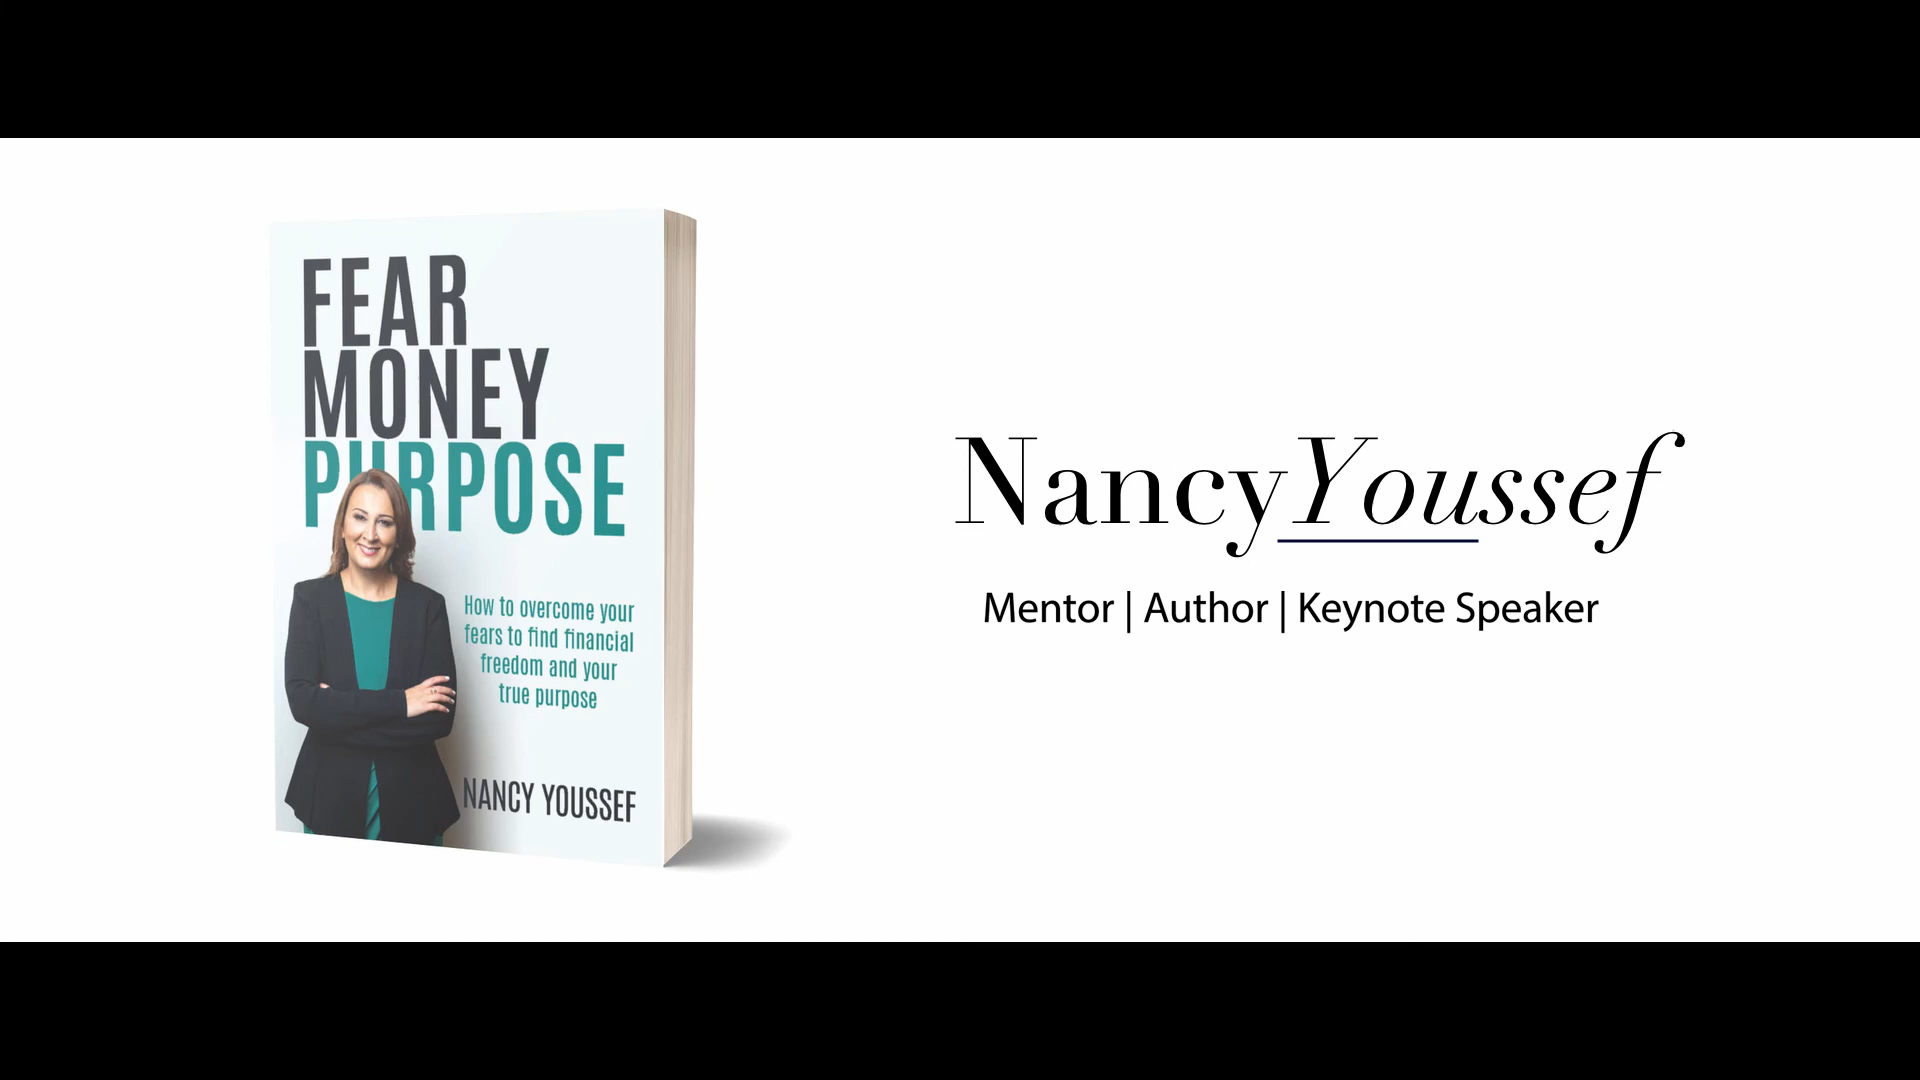 FEAR
MONEY
PURPOSE
How to overcome your
fears to find financial
freedom and your
true purpose
NANCY YOUSSEF
NancyYoussef
Mentor | Author | Keynote Speaker